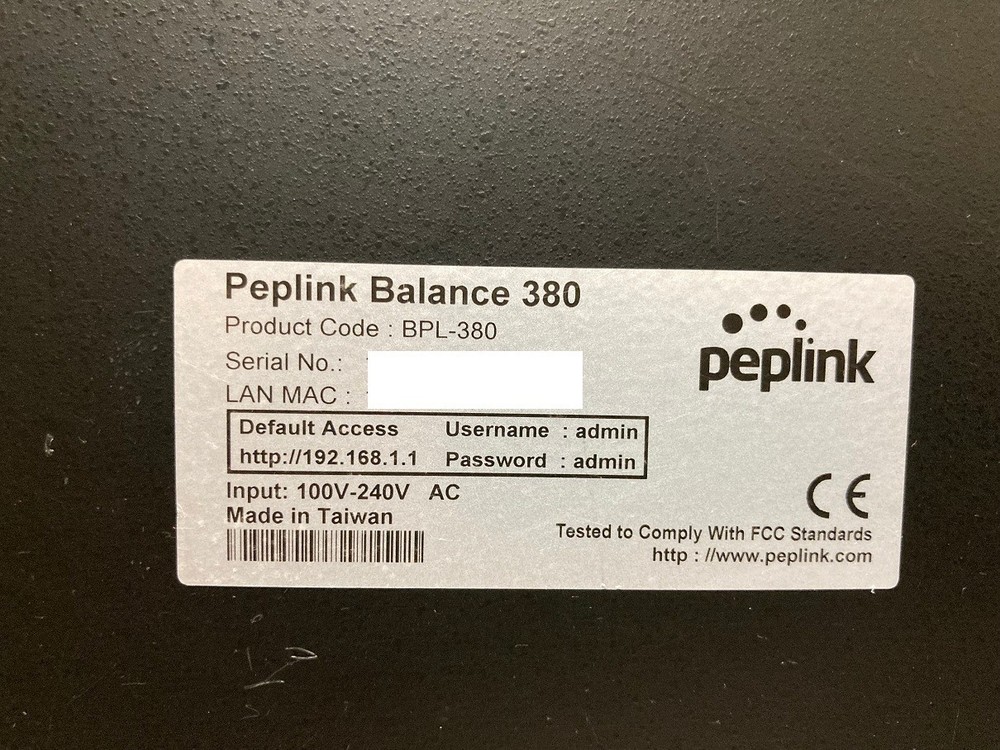 Peplink Balance 380
Product Code : BPL-380
Serial No.:
LAN MAC :
Default Access Username : admin
http://192.168.1.1 Password : admin
Input: 100V-240V AC
Made in Taiwan
peplink
CE
Tested to Comply With FCC Standards
http : //www.peplink.com